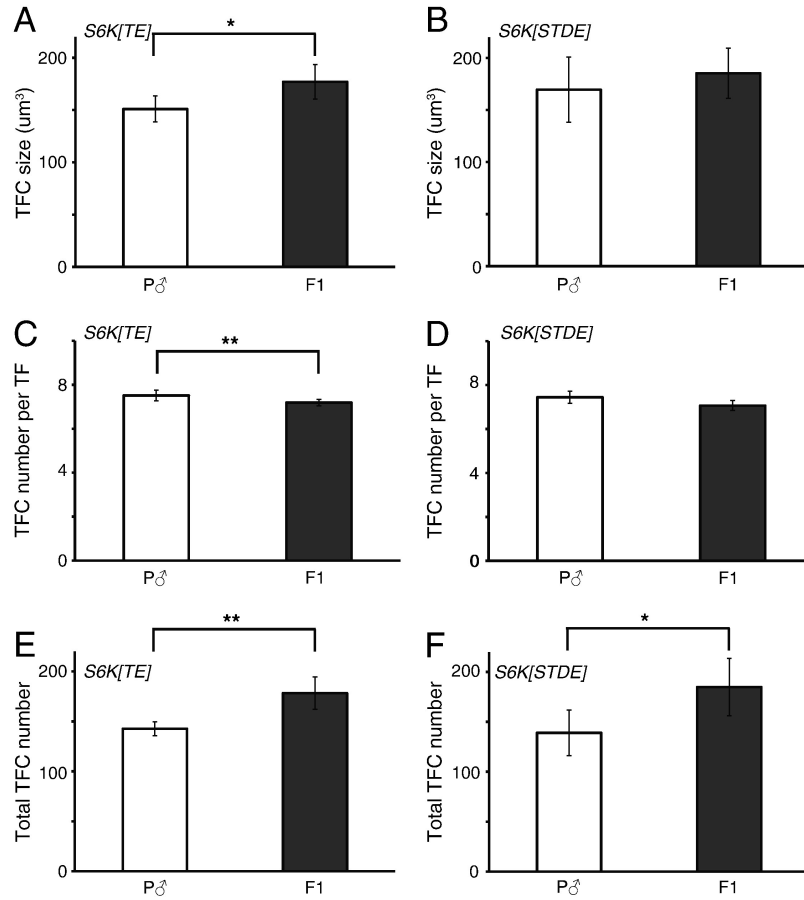 A
S6K[TE]
*
TFC size (um³)
200
100
0
P♂
F1
B
S6K[STDE]
TFC size (um³)
200
100
0
P♂
F1
C
S6K[TE]
**
TFC number per TF
8
4
0
P♂
F1
D
S6K[STDE]
TFC number per TF
8
4
0
P♂
F1
E
S6K[TE]
**
Total TFC number
200
100
0
P♂
F1
F
S6K[STDE]
*
Total TFC number
200
100
0
P♂
F1